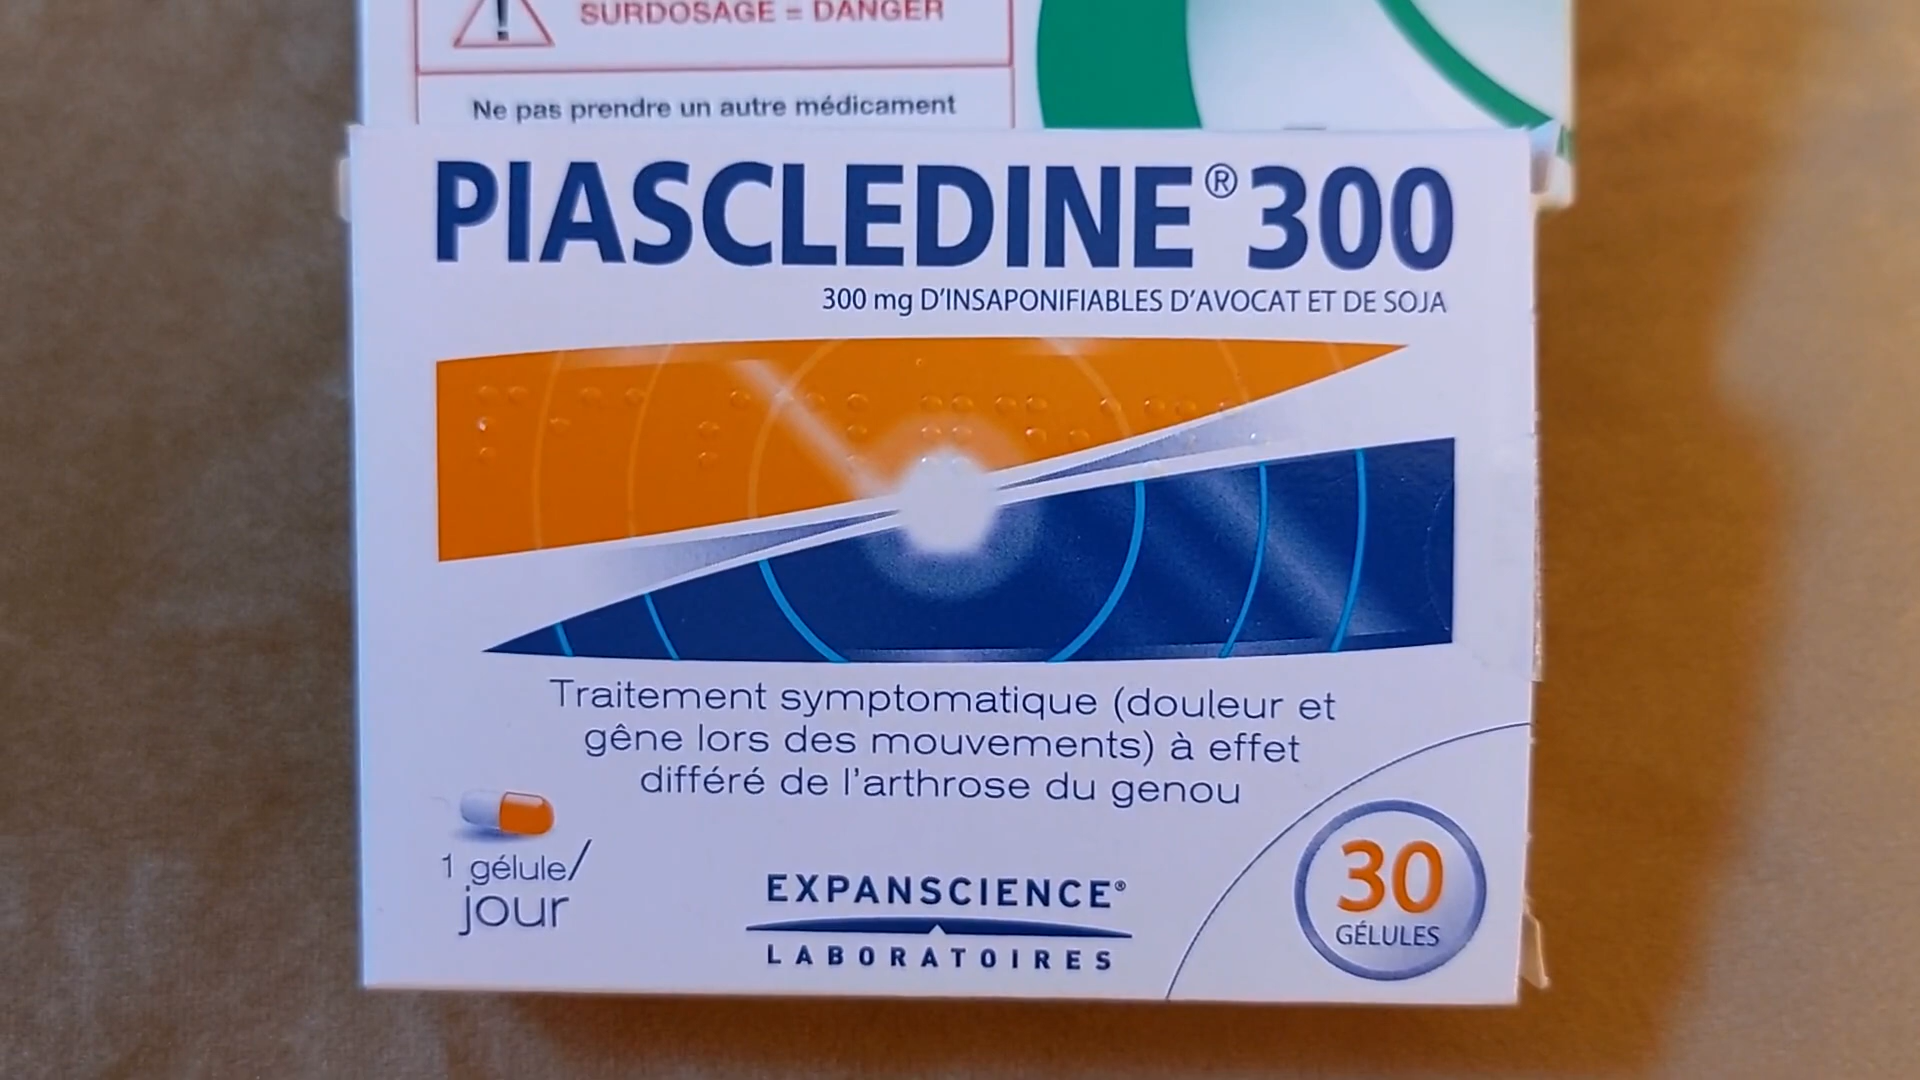 SURDOSAGE = DANGER
Ne pas prendre un autre médicament
PIASCLEDINE® 300
300 mg D'INSAPONIFIABLES D'AVOCAT ET DE SOJA
Traitement symptomatique (douleur et
gêne lors des mouvements) à effet
différé de l'arthrose du genou
1 gélule/
jour
EXPANSCIENCE®
LABORATOIRES
30
GÉLULES